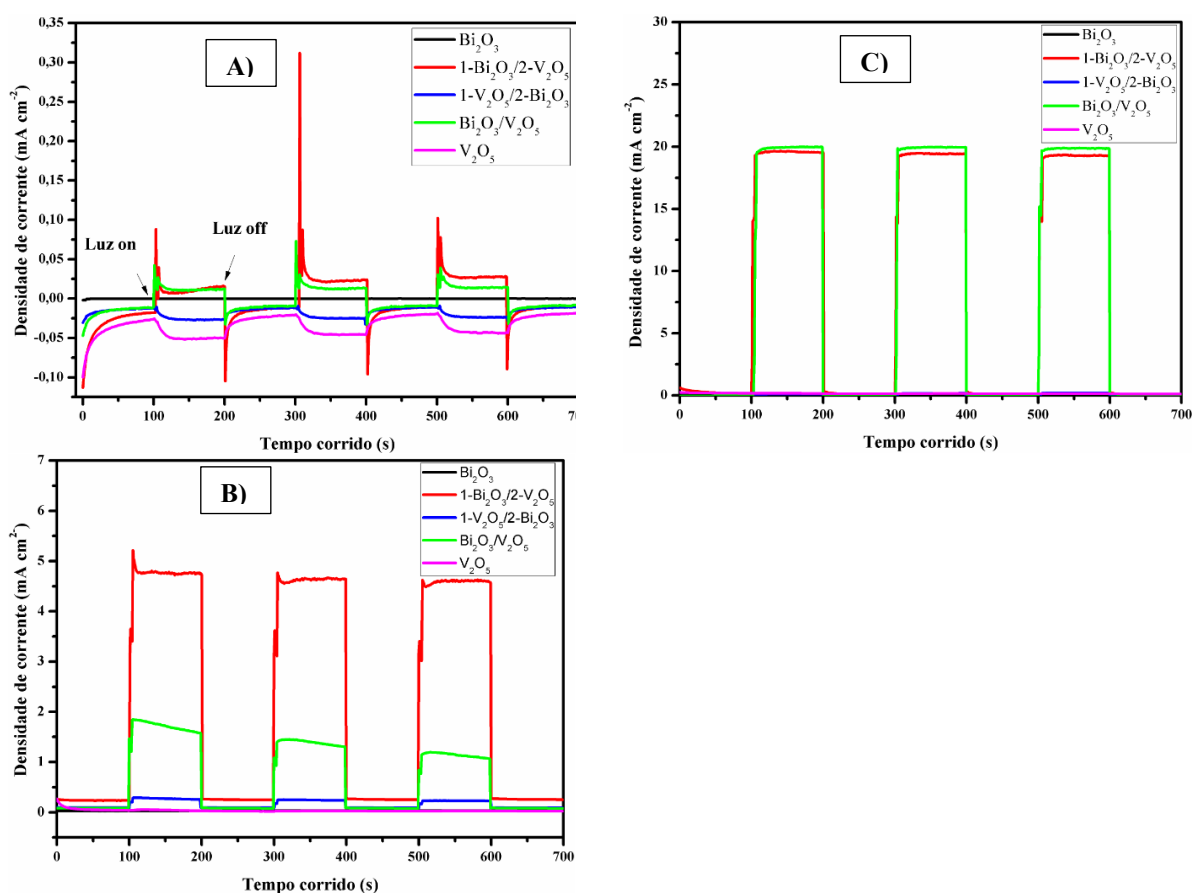 A)
Densidade de corrente (mA cm⁻²)
0,35
0,30
0,25
0,20
0,15
0,10
0,05
0,00
-0,05
-0,10
Bi₂O₃
1-Bi₂O₃/2-V₂O₅
1-V₂O₅/2-Bi₂O₃
Bi₂O₃/V₂O₅
V₂O₅
Luz on
Luz off
0 100 200 300 400 500 600 700
Tempo corrido (s)
C)
Densidade de corrente (mA cm⁻²)
30
25
20
15
10
5
0
Bi₂O₃
1-Bi₂O₃/2-V₂O₅
1-V₂O₅/2-Bi₂O₃
Bi₂O₃/V₂O₅
V₂O₅
0 100 200 300 400 500 600 700
Tempo corrido (s)
B)
Densidade de corrente (mA cm⁻²)
7
6
5
4
3
2
1
0
Bi₂O₃
1-Bi₂O₃/2-V₂O₅
1-V₂O₅/2-Bi₂O₃
Bi₂O₃/V₂O₅
V₂O₅
0 100 200 300 400 500 600 700
Tempo corrido (s)